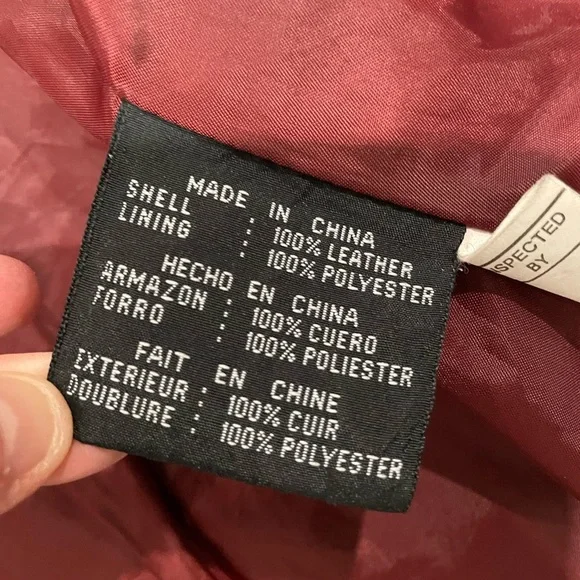 MADE IN CHINA
SHELL : 100% LEATHER
LINING : 100% POLYESTER
HECHO EN CHINA
ARMAZON : 100% CUERO
FORRO : 100% POLIESTER
FAIT EN CHINE
EXTERIEUR : 100% CUIR
DOUBLURE : 100% POLYESTER
INSPECTED
BY